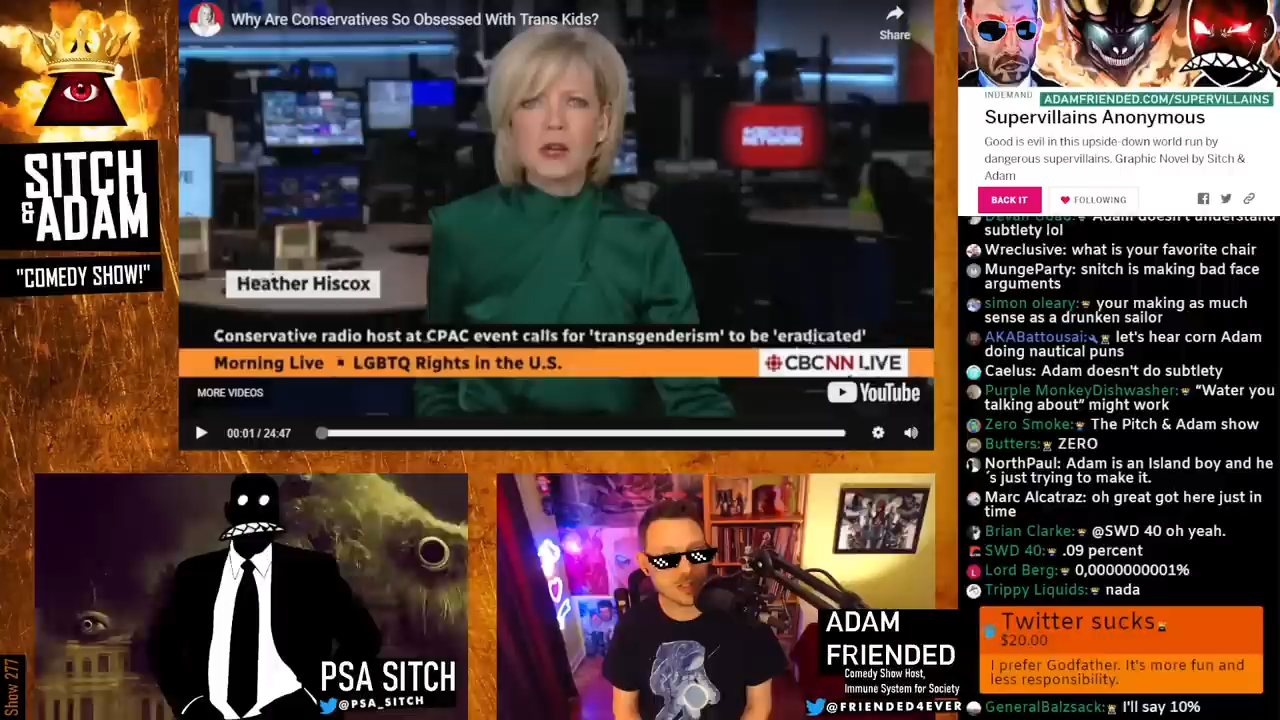 Why Are Conservatives So Obsessed With Trans Kids?
Share
Heather Hiscox
Conservative radio host at CPAC event calls for 'transgenderism' to be 'eradicated'
Morning Live ▪ LGBTQ Rights in the U.S.
CBCNN LIVE
MORE VIDEOS
YouTube
00:01 / 24:47
SITCH
& ADAM
"COMEDY SHOW!"
Show 277
PSA SITCH
@PSA_SITCH
ADAM
FRIENDED
Comedy Show Host,
Immune System for Society
@FRIENDED4EVER
INDEMAND
ADAMFRIENDED.COM/SUPERVILLAINS
Supervillains Anonymous
Good is evil in this upside-down world run by
dangerous supervillains. Graphic Novel by Sitch &
Adam
BACK IT
FOLLOWING
Adam doesn't understand
subtlety lol
Wreclusive: what is your favorite chair
MungeParty: snitch is making bad face
arguments
simon oleary: your making as much
sense as a drunken sailor
AKABattousai: let's hear corn Adam
doing nautical puns
Caelus: Adam doesn't do subtlety
Purple MonkeyDishwasher: “Water you
talking about” might work
Zero Smoke: The Pitch & Adam show
Butters: ZERO
NorthPaul: Adam is an Island boy and he
's just trying to make it.
Marc Alcatraz: oh great got here just in
time
Brian Clarke: @SWD 40 oh yeah.
SWD 40: .09 percent
Lord Berg: 0,0000000001%
Trippy Liquids: nada
Twitter sucks
$20.00
I prefer Godfather. It's more fun and
less responsibility.
GeneralBalzsack: I'll say 10%